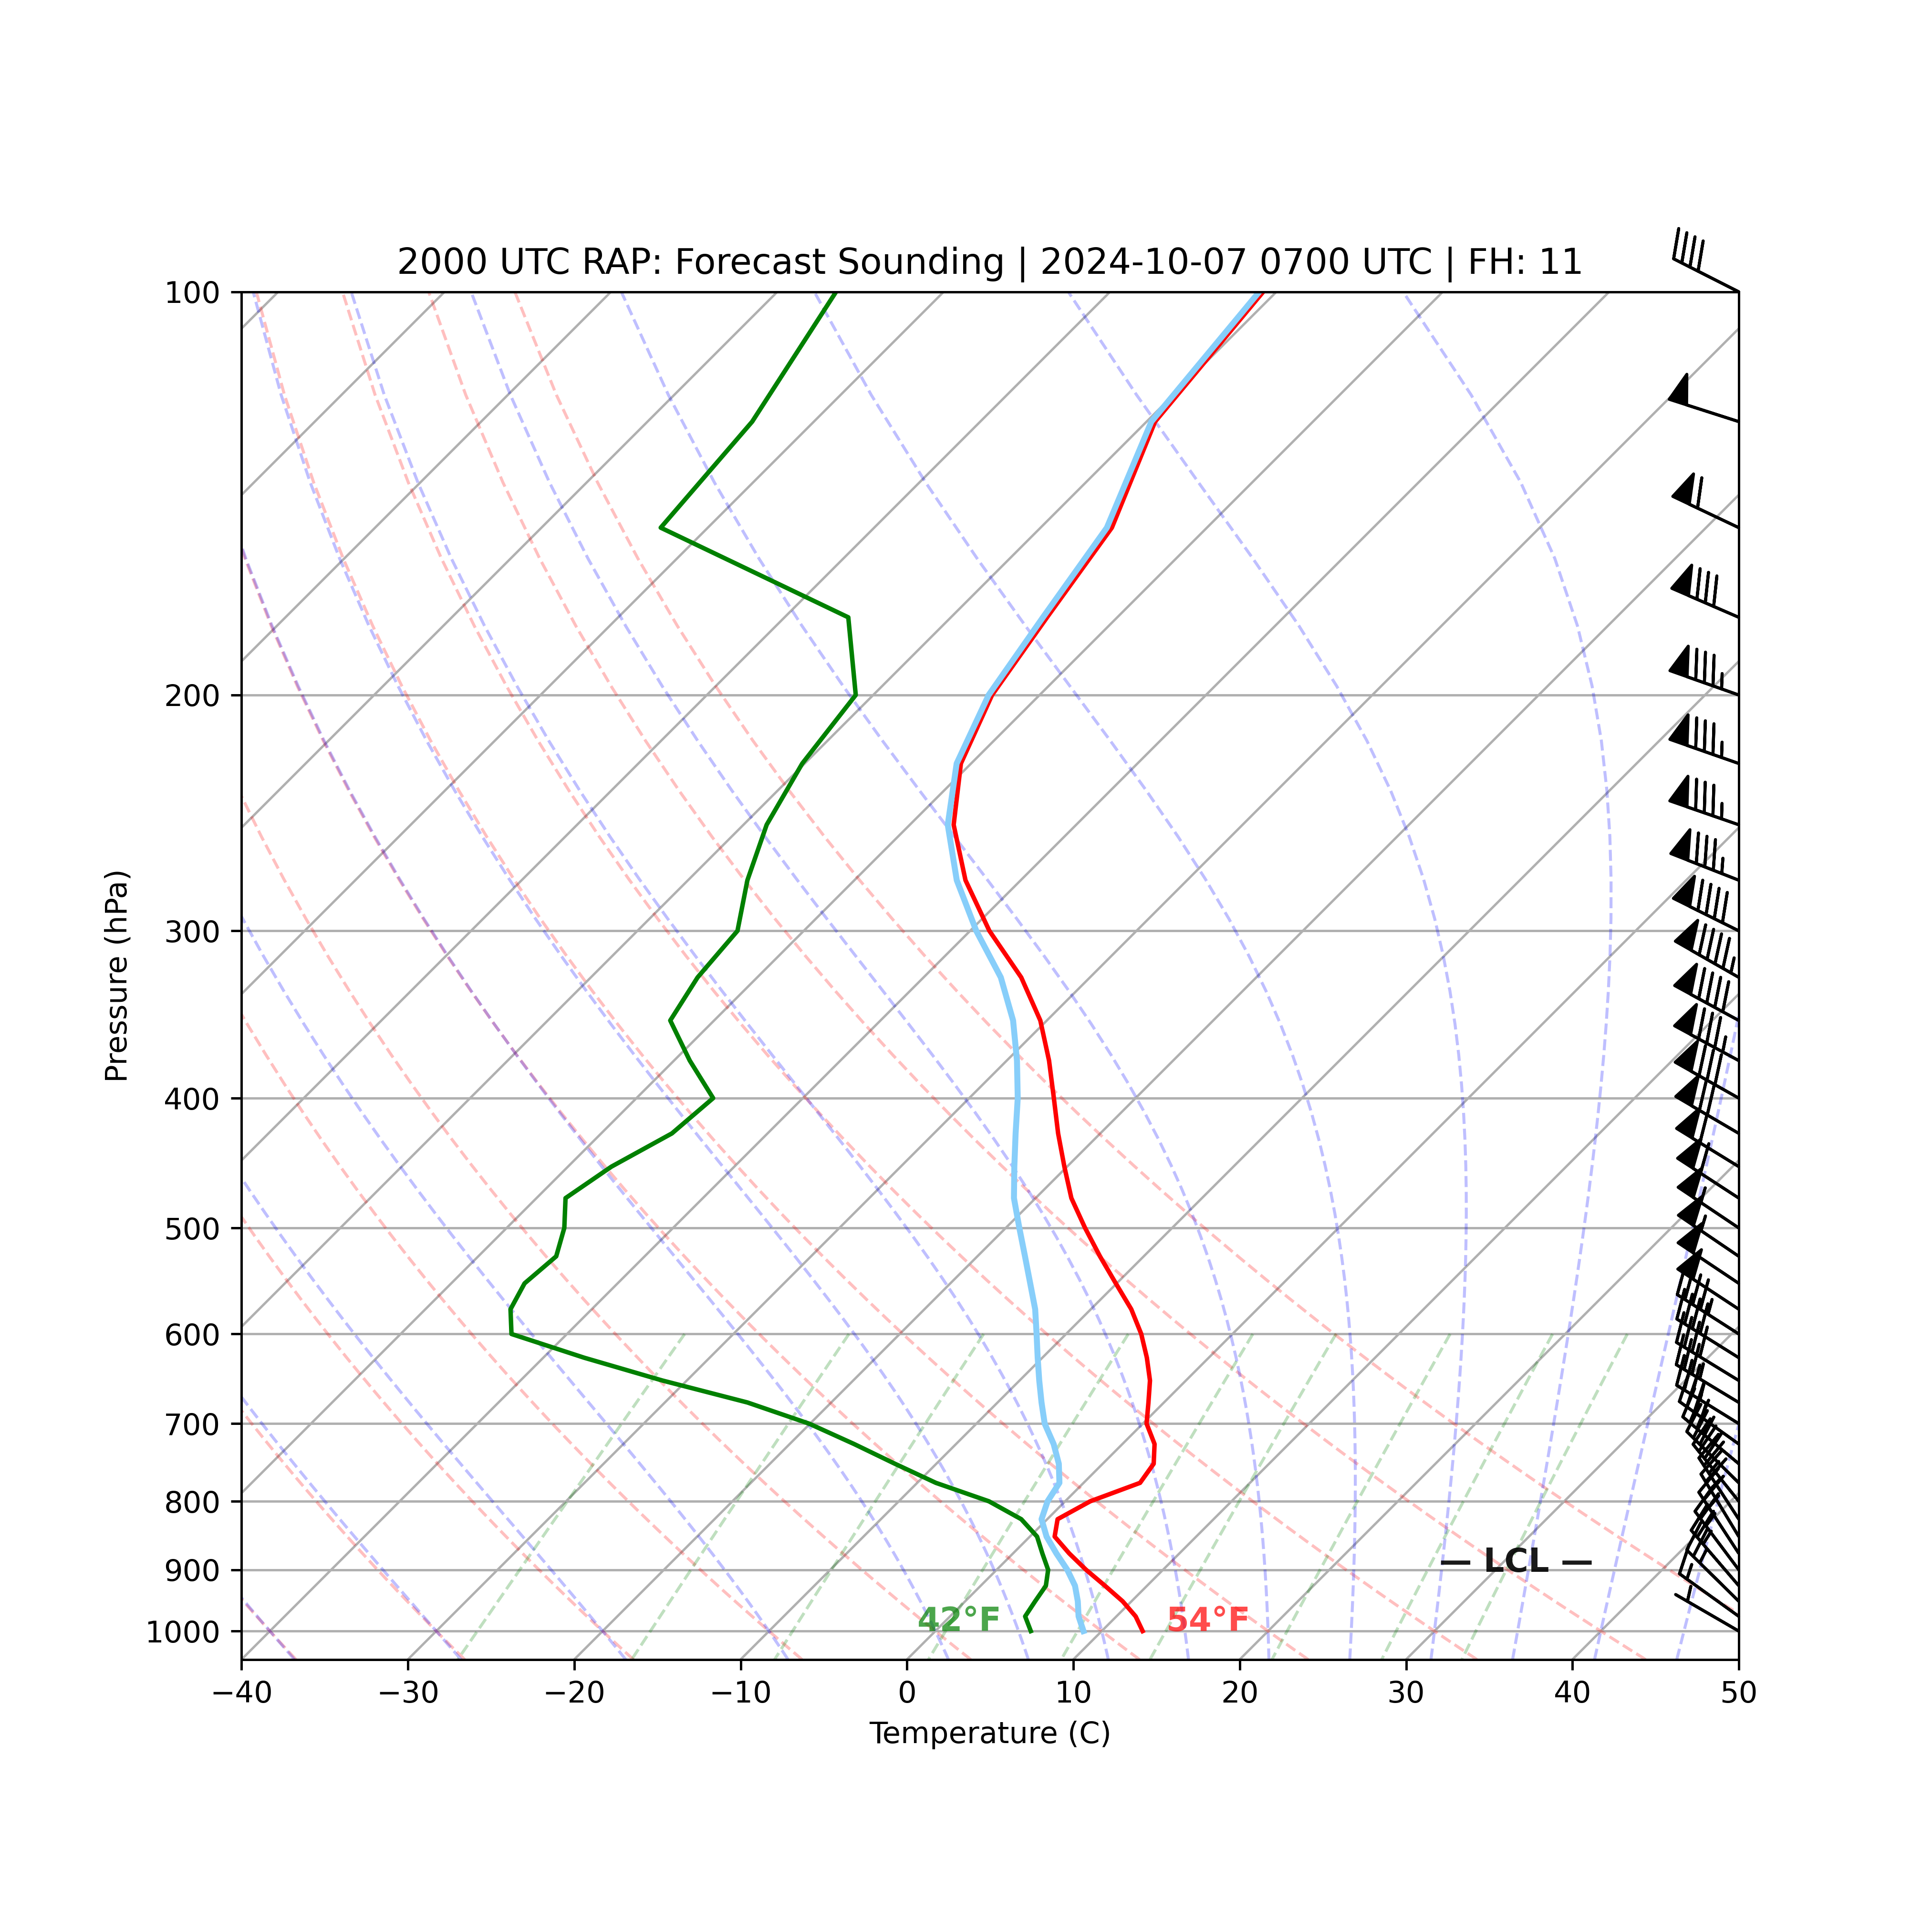 2000 UTC RAP: Forecast Sounding | 2024-10-07 0700 UTC | FH: 11
100
200
300
400
500
600
700
800
900
1000
Pressure (hPa)
— LCL —
42°F
54°F
−40 −30 −20 −10 0 10 20 30 40 50
Temperature (C)